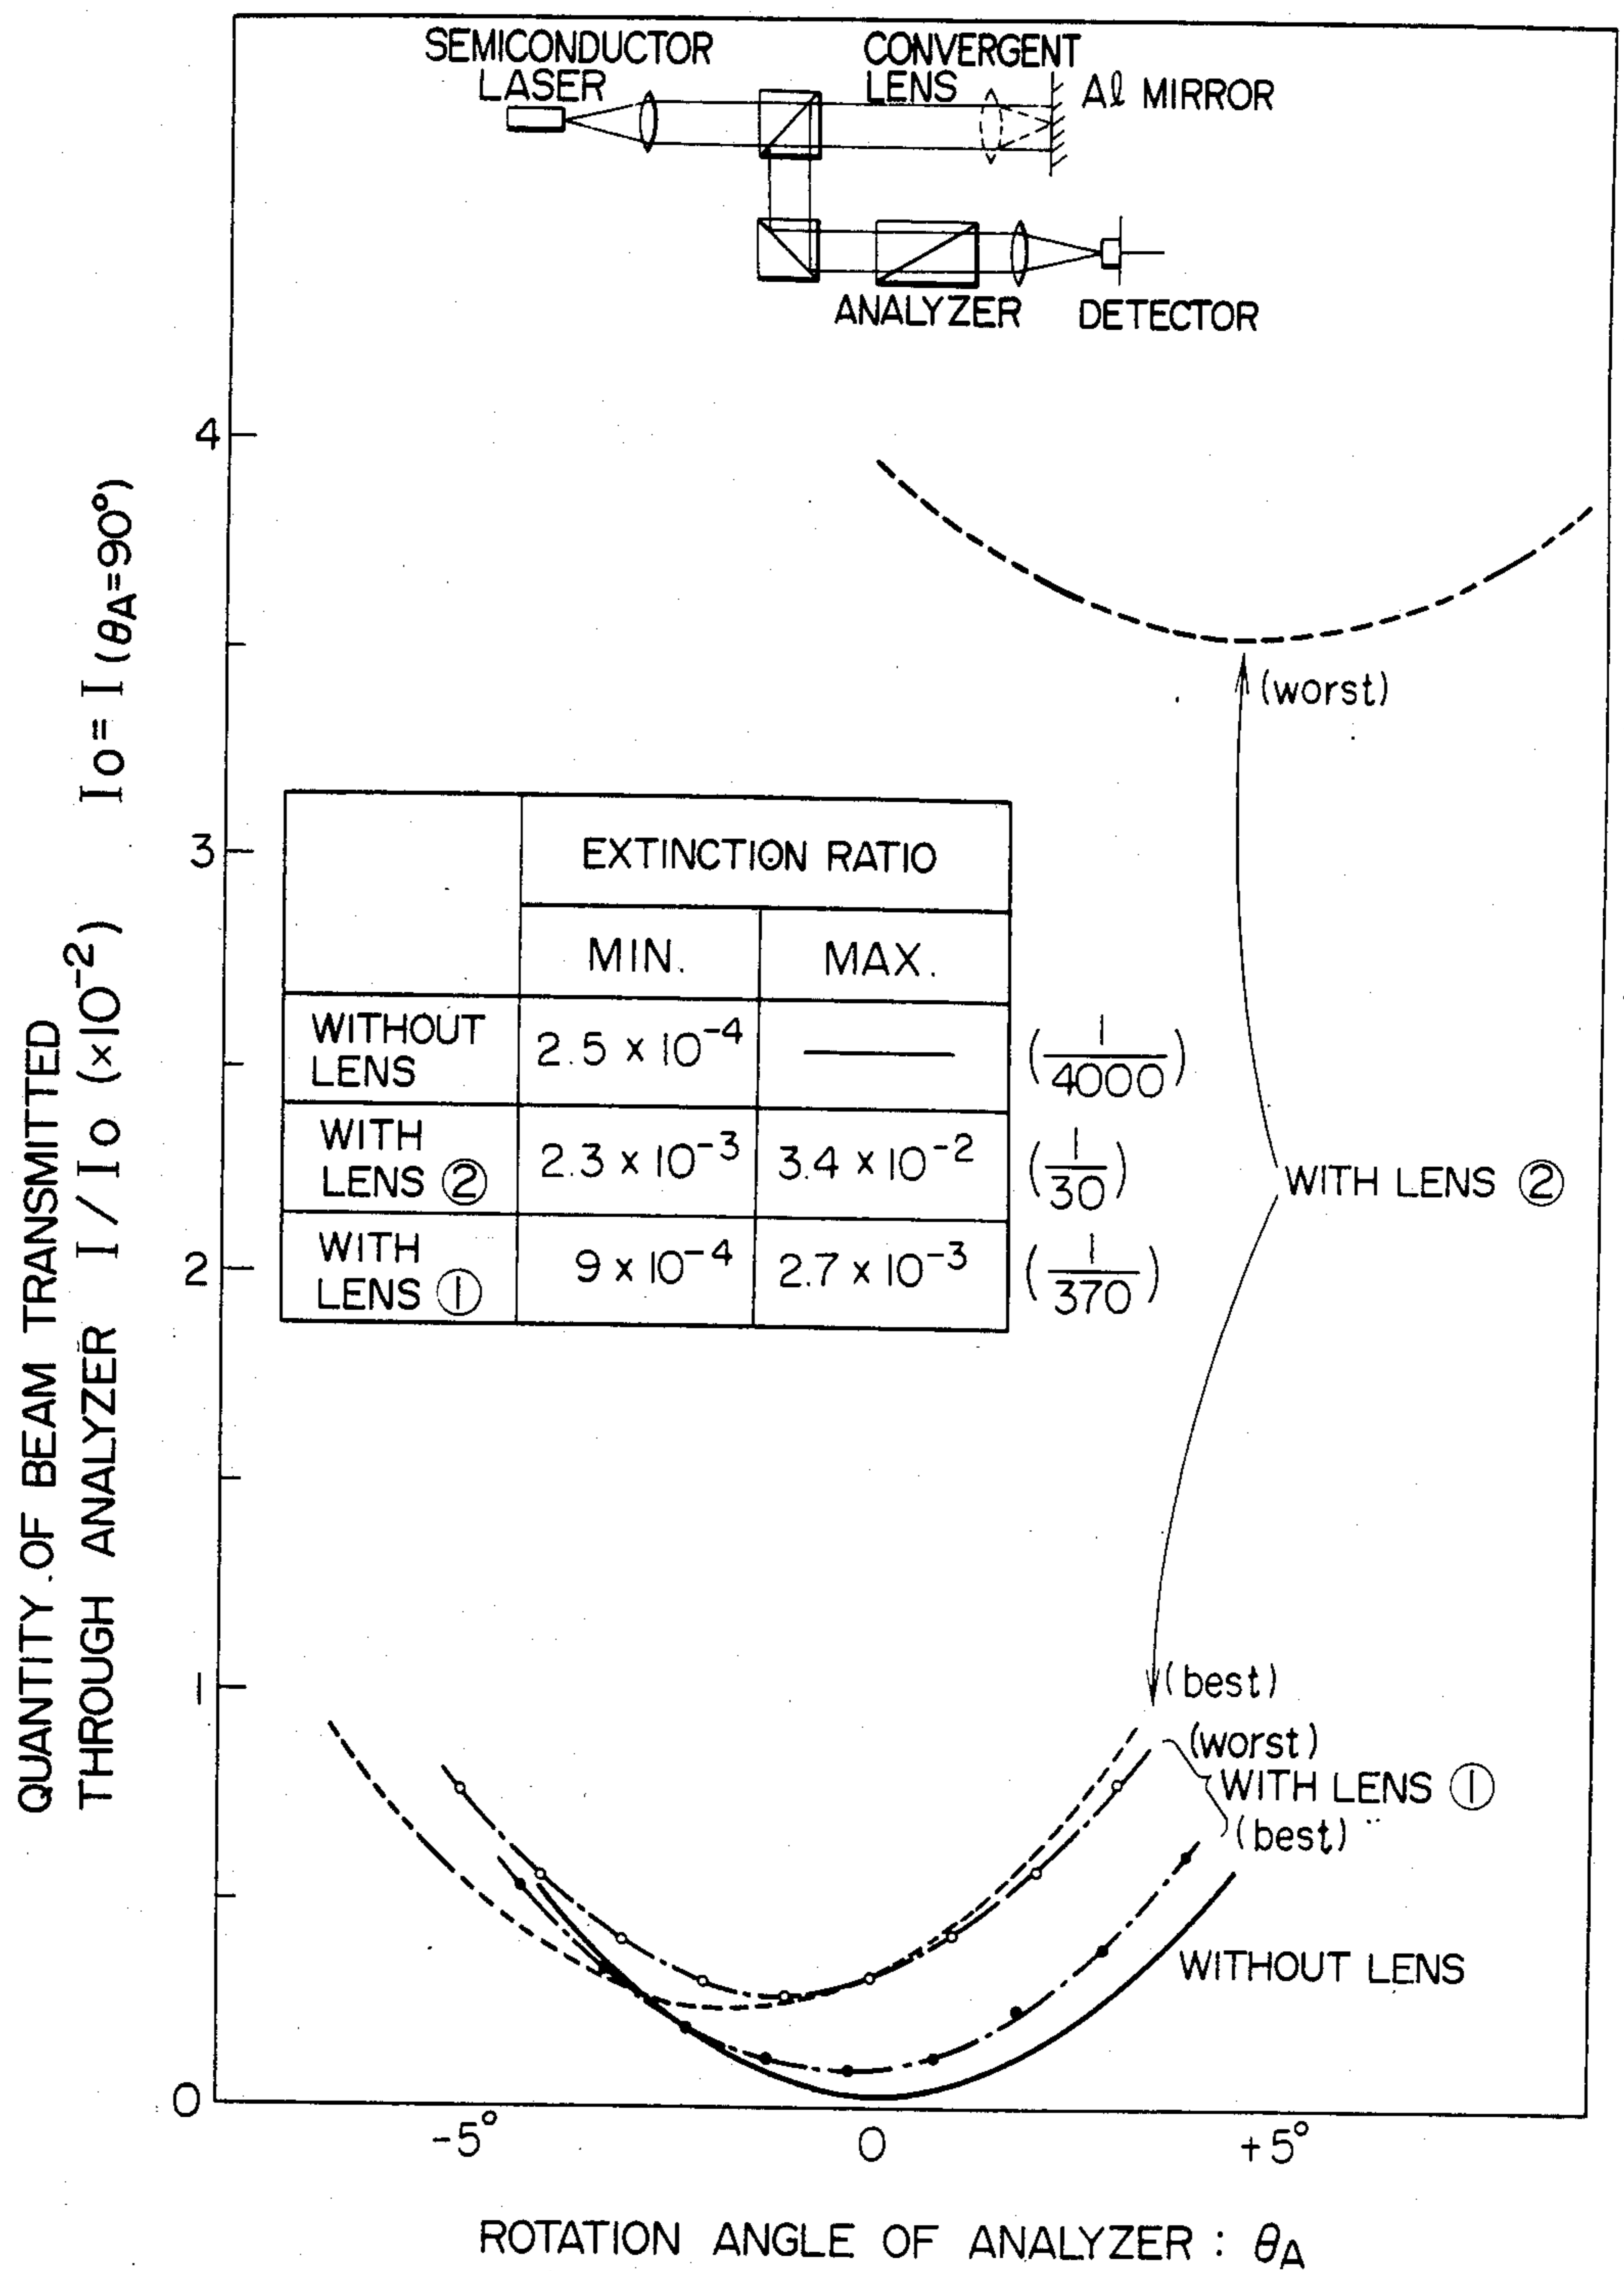 SEMICONDUCTOR
LASER
CONVERGENT
LENS
Al MIRROR
ANALYZER
DETECTOR
QUANTITY OF BEAM TRANSMITTED
THROUGH ANALYZER I/Io (×10⁻²) Io=I(θA=90°)
4
3
2
1
0
(worst)
EXTINCTION RATIO
MIN. MAX.
WITHOUT
LENS
2.5 × 10⁻⁴ ——— (1/4000)
WITH
LENS ②
2.3 × 10⁻³ 3.4 × 10⁻² (1/30)
WITH
LENS ①
9 × 10⁻⁴ 2.7 × 10⁻³ (1/370)
WITH LENS ②
(best)
(worst)
WITH LENS ①
(best)
WITHOUT LENS
-5° 0 +5°
ROTATION ANGLE OF ANALYZER : θA